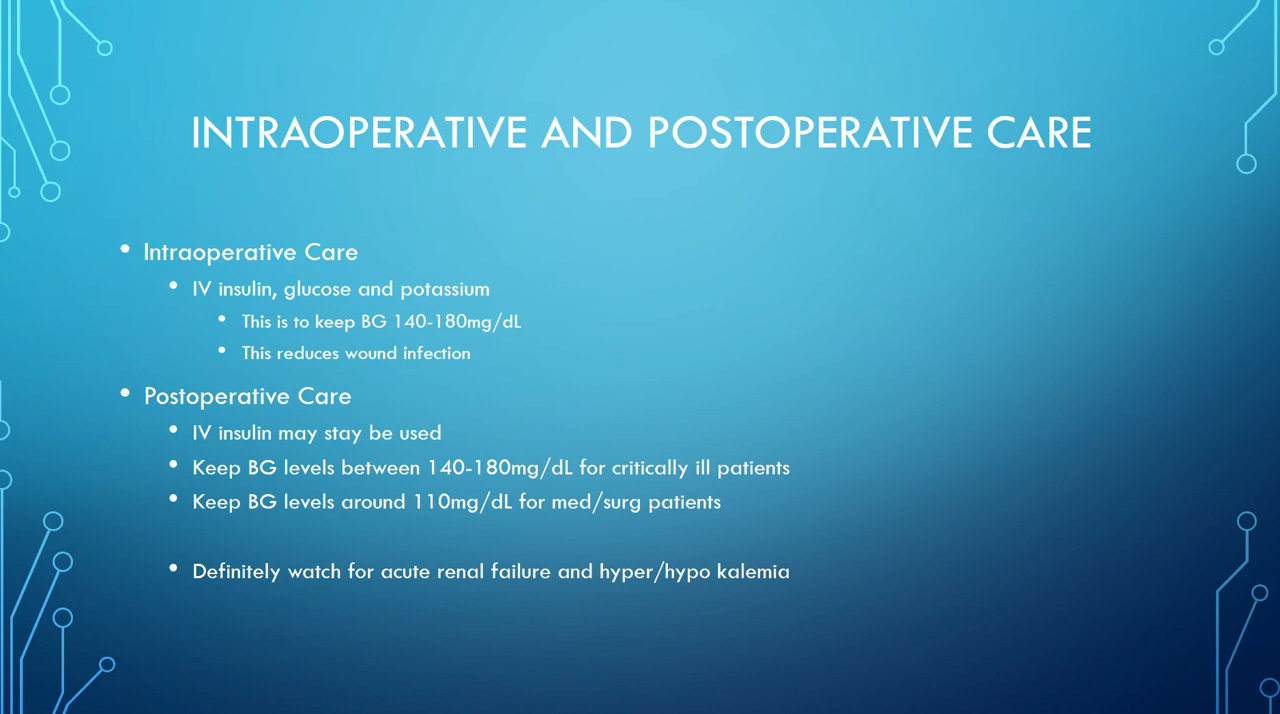 INTRAOPERATIVE AND POSTOPERATIVE CARE
• Intraoperative Care
• IV insulin, glucose and potassium
• This is to keep BG 140-180mg/dL
• This reduces wound infection
• Postoperative Care
• IV insulin may stay be used
• Keep BG levels between 140-180mg/dL for critically ill patients
• Keep BG levels around 110mg/dL for med/surg patients
• Definitely watch for acute renal failure and hyper/hypo kalemia